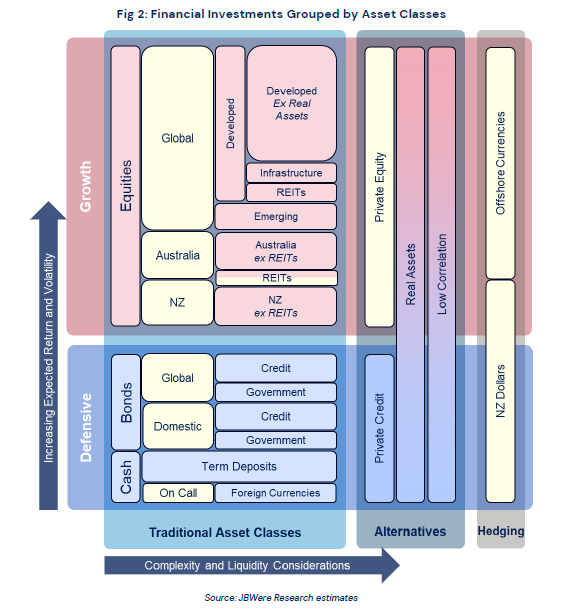 Fig 2: Financial Investments Grouped by Asset Classes
Increasing Expected Return and Volatility
Growth
Equities
Global
Developed
Developed
Ex Real
Assets
Infrastructure
REITs
Emerging
Australia
Australia
ex REITs
REITs
NZ
NZ
ex REITs
Private Equity
Real Assets
Low Correlation
Offshore Currencies
Defensive
Bonds
Global
Credit
Government
Domestic
Credit
Government
Cash
Term Deposits
On Call
Foreign Currencies
Private Credit
NZ Dollars
Traditional Asset Classes
Alternatives
Hedging
Complexity and Liquidity Considerations
Source: JBWere Research estimates